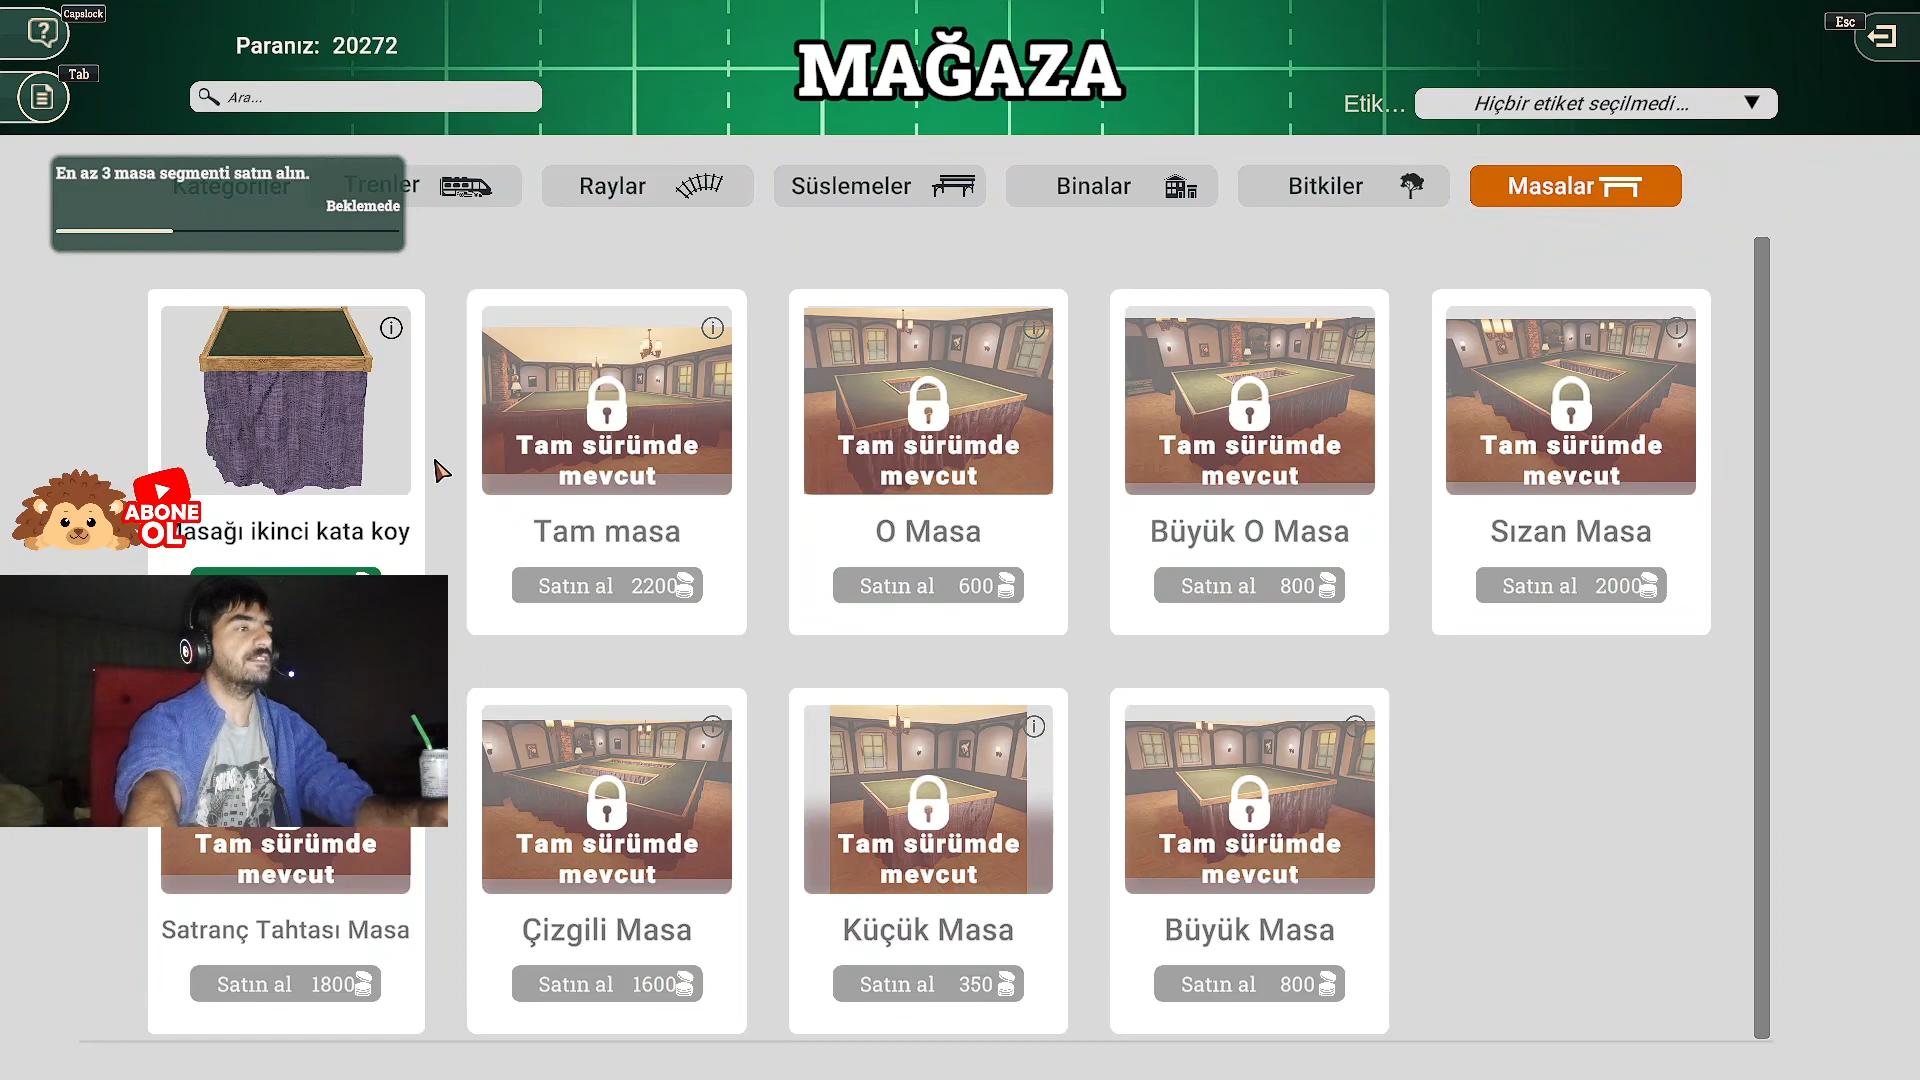 Capslock
Tab
Paranız: 20272
Ara...
MAĞAZA
Esc
Etik...
Hiçbir etiket seçilmedi...
En az 3 masa segmenti satın alın.
Beklemede
Kategoriler
Trenler
Raylar
Süslemeler
Binalar
Bitkiler
Masalar
Tam sürümde
mevcut
Tam sürümde
mevcut
Tam sürümde
mevcut
Tam sürümde
mevcut
ABONE
OL
ikinci kata koy
Tam masa
O Masa
Büyük O Masa
Sızan Masa
Satın al 2200
Satın al 600
Satın al 800
Satın al 2000
Tam sürümde
mevcut
Tam sürümde
mevcut
Tam sürümde
mevcut
Tam sürümde
mevcut
Satranç Tahtası Masa
Çizgili Masa
Küçük Masa
Büyük Masa
Satın al 1800
Satın al 1600
Satın al 350
Satın al 800